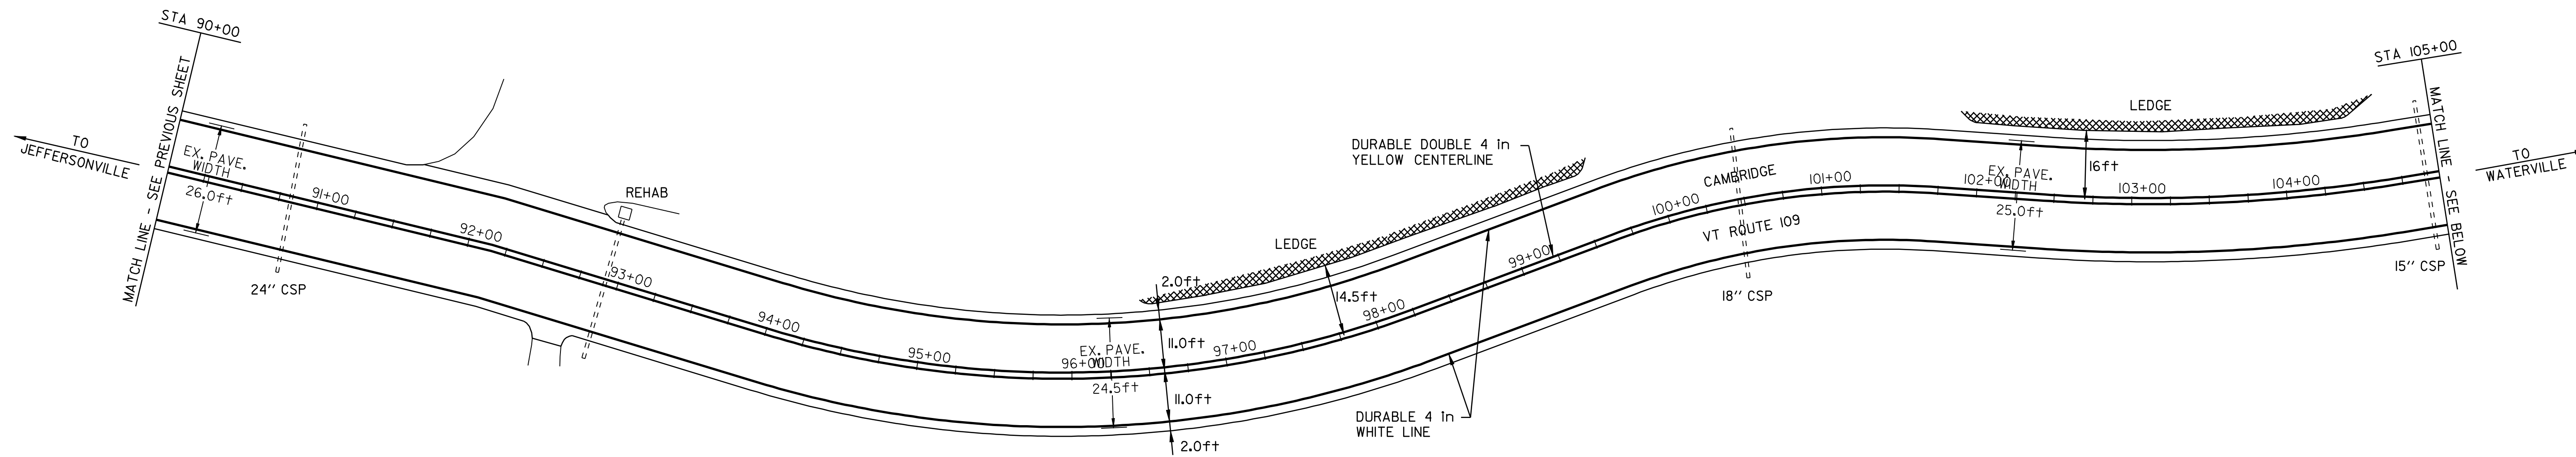 STA 90+00
MATCH LINE - SEE PREVIOUS SHEET
TO
JEFFERSONVILLE
EX. PAVE.
WIDTH
26.0ft
91+00
24" CSP
92+00
REHAB
93+00
94+00
95+00
EX. PAVE.
WIDTH
96+00
24.5ft
2.0ft
11.0ft
11.0ft
2.0ft
97+00
LEDGE
14.5ft
98+00
DURABLE DOUBLE 4 in
YELLOW CENTERLINE
99+00
DURABLE 4 in
WHITE LINE
100+00
CAMBRIDGE
VT ROUTE 109
18" CSP
101+00
102+00
EX. PAVE.
WIDTH
25.0ft
LEDGE
16ft
103+00
104+00
STA 105+00
MATCH LINE - SEE BELOW
15" CSP
TO
WATERVILLE